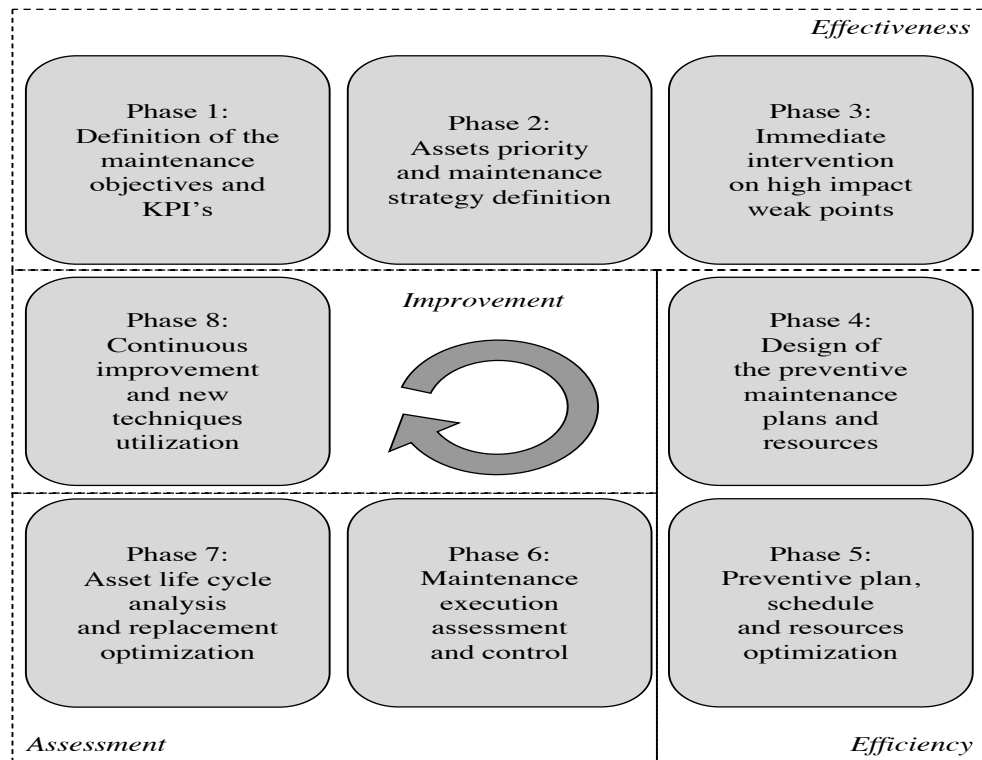 Effectiveness
Phase 1:
Definition of the
maintenance
objectives and
KPI's
Phase 2:
Assets priority
and maintenance
strategy definition
Phase 3:
Immediate
intervention
on high impact
weak points
Phase 8:
Continuous
improvement
and new
techniques
utilization
Improvement
Phase 4:
Design of
the preventive
maintenance
plans and
resources
Phase 7:
Asset life cycle
analysis
and replacement
optimization
Phase 6:
Maintenance
execution
assessment
and control
Phase 5:
Preventive plan,
schedule
and resources
optimization
Assessment
Efficiency